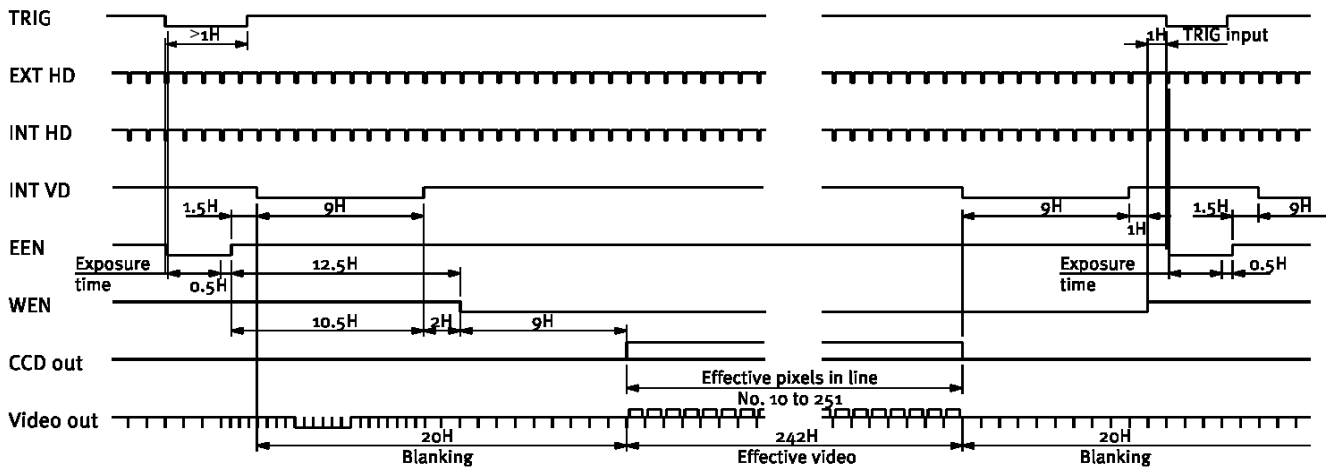 TRIG
>1H
1H TRIG input
EXT HD
INT HD
INT VD
1.5H 9H 9H 1.5H 9H
1H
EEN
Exposure time 12.5H Exposure time 0.5H
0.5H
WEN
10.5H 2H 9H
CCD out
Effective pixels in line
No. 10 to 251
Video out
20H 242H 20H
Blanking Effective video Blanking